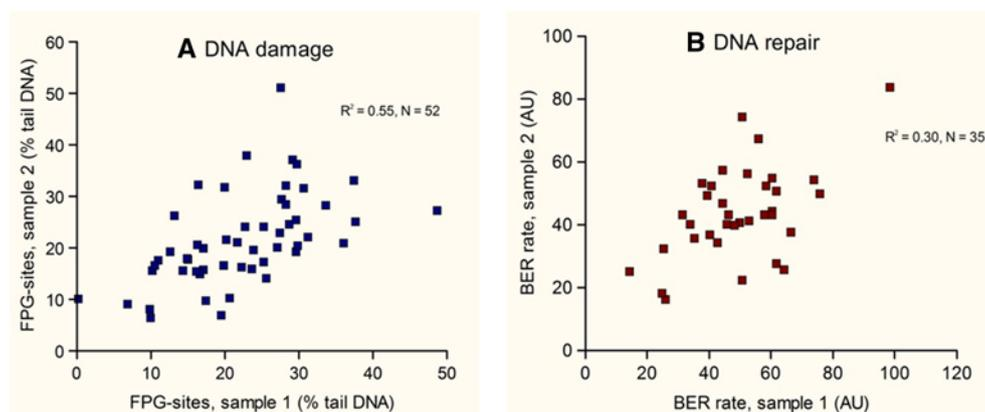 A DNA damage
R² = 0.55, N = 52
FPG-sites, sample 2 (% tail DNA)
60
50
40
30
20
10
0
0 10 20 30 40 50
FPG-sites, sample 1 (% tail DNA)
B DNA repair
R² = 0.30, N = 35
BER rate, sample 2 (AU)
100
80
60
40
20
0
0 20 40 60 80 100 120
BER rate, sample 1 (AU)